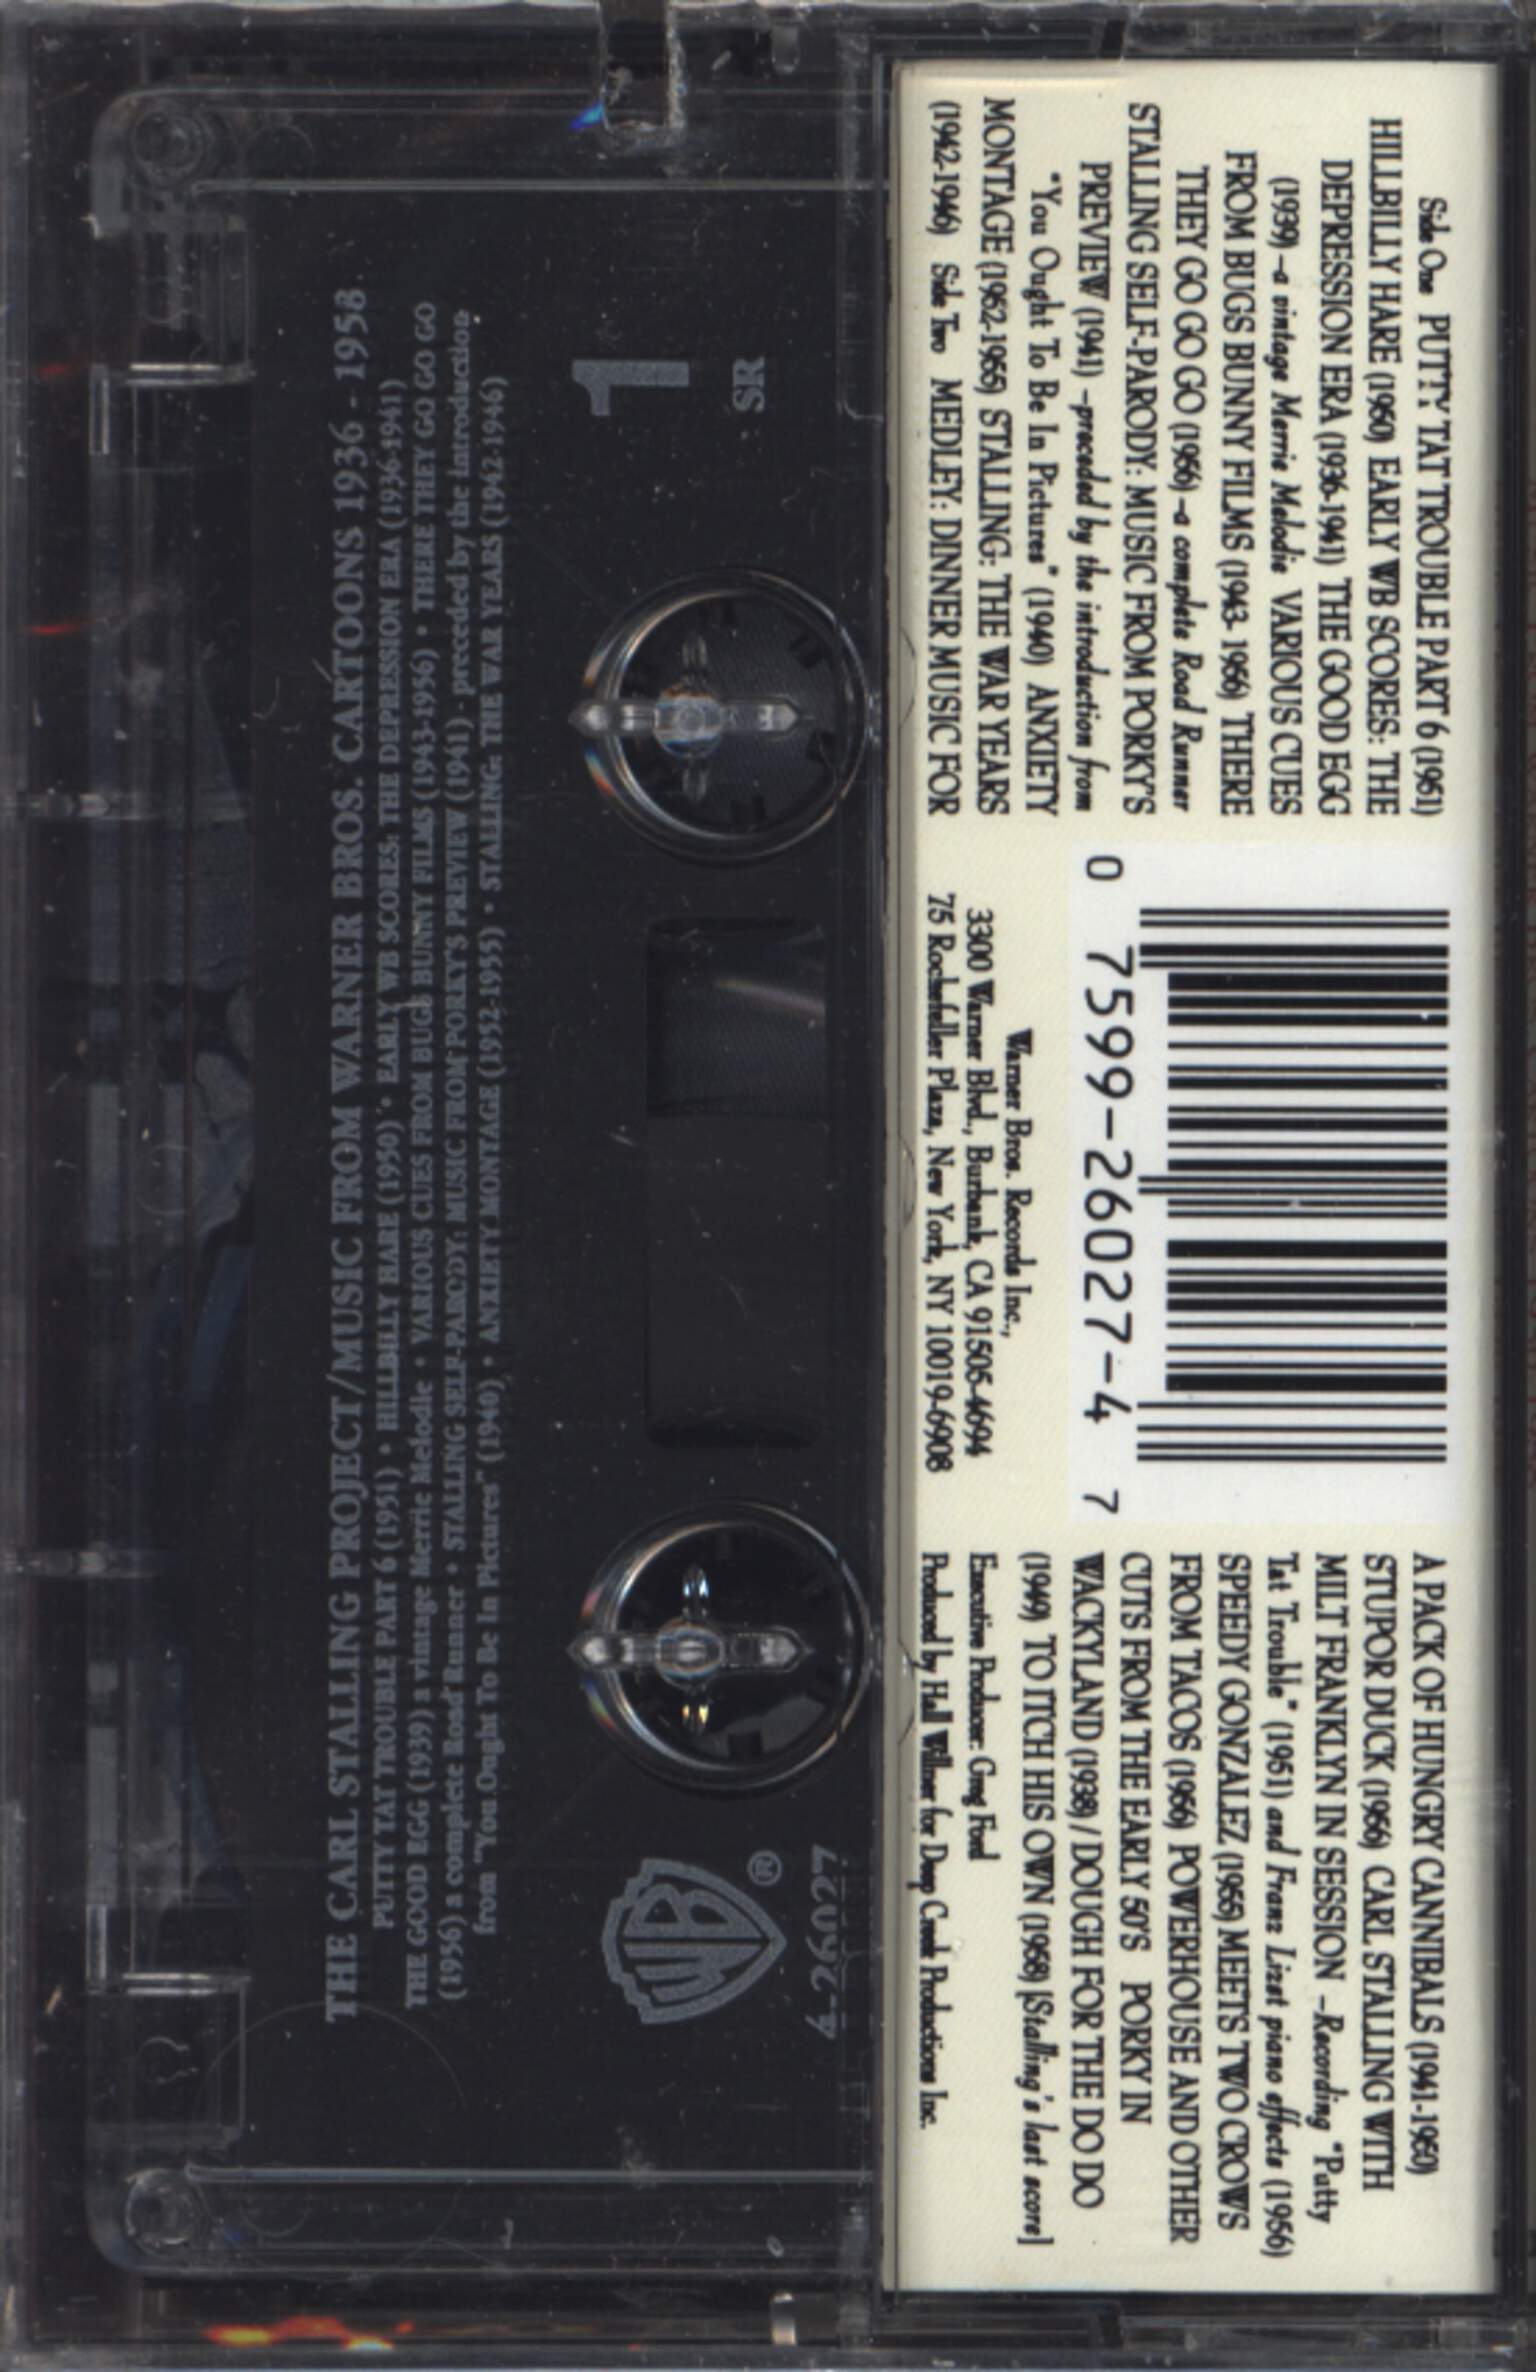 Side One PUTTY TAT TROUBLE PART 6 (1951)
HILLBILLY HARE (1950) EARLY WB SCORES: THE
DEPRESSION ERA (1936-1941) THE GOOD EGG
(1939) -a vintage Merrie Melodie VARIOUS CUES
FROM BUGS BUNNY FILMS (1943- 1956) THERE
THEY GO GO GO (1956) -a complete Road Runner
STALLING SELF-PARODY: MUSIC FROM PORKY'S
PREVIEW (1941) -preceded by the introduction from
"You Ought To Be In Pictures" (1940) ANXIETY
MONTAGE (1952-1955) STALLING: THE WAR YEARS
(1942-1946) Side Two MEDLEY: DINNER MUSIC FOR
0 7599-26027-4 7
Warner Bros. Records Inc.,
3300 Warner Blvd., Burbank, CA 91505-4694
75 Rockefeller Plaza, New York, NY 10019-6908
A PACK OF HUNGRY CANNIBALS (1941-1950)
STUPOR DUCK (1956) CARL STALLING WITH
MILT FRANKLYN IN SESSION -Recording "Putty
Tat Trouble" (1951) and Franz Liszt piano effects (1956)
SPEEDY GONZALEZ (1955) MEETS TWO CROWS
FROM TACOS (1956) POWERHOUSE AND OTHER
CUTS FROM THE EARLY 50'S PORKY IN
WACKYLAND (1938) / DOUGH FOR THE DO DO
(1949) TO ITCH HIS OWN (1958) [Stalling's last score]
Executive Producer: Greg Ford
Produced by Hal Willner for Deep Creek Productions Inc.
THE CARL STALLING PROJECT/MUSIC FROM WARNER BROS. CARTOONS 1936 - 1958
PUTTY TAT TROUBLE PART 6 (1951) • HILLBILLY HARE (1950) • EARLY WB SCORES: THE DEPRESSION ERA (1936-1941)
THE GOOD EGG (1939) a vintage Merrie Melodie • VARIOUS CUES FROM BUGS BUNNY FILMS (1943-1956) • THERE THEY GO GO GO
(1956) a complete Road Runner • STALLING SELF-PARODY: MUSIC FROM PORKY'S PREVIEW (1941) - preceded by the introduction
from "You Ought To Be In Pictures" (1940) • ANXIETY MONTAGE (1952-1955) • STALLING: THE WAR YEARS (1942-1946)
1
SR
WB
®
4-26027